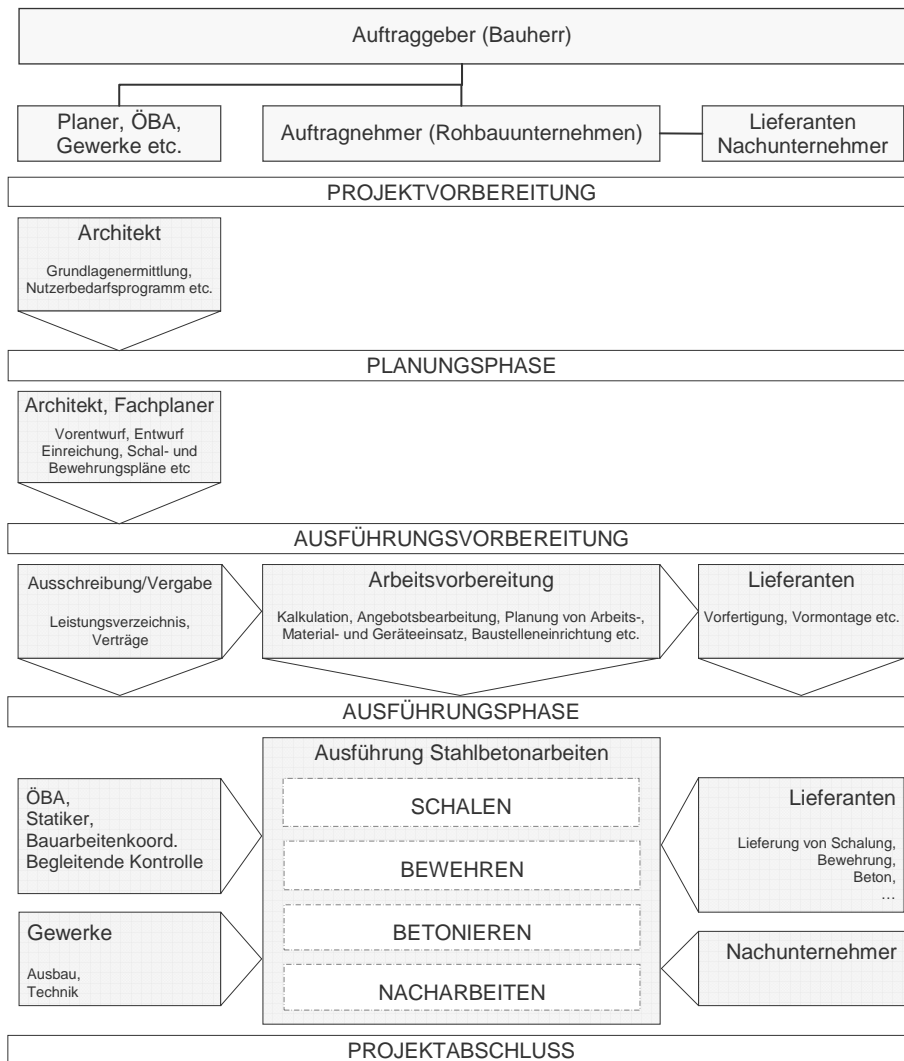 Auftraggeber (Bauherr)
Planer, ÖBA,
Gewerke etc.
Auftragnehmer (Rohbauunternehmen)
Lieferanten
Nachunternehmer
PROJEKTVORBEREITUNG
Architekt
Grundlagenermittlung,
Nutzerbedarfsprogramm etc.
PLANUNGSPHASE
Architekt, Fachplaner
Vorentwurf, Entwurf
Einreichung, Schal- und
Bewehrungspläne etc
AUSFÜHRUNGSVORBEREITUNG
Ausschreibung/Vergabe
Leistungsverzeichnis,
Verträge
Arbeitsvorbereitung
Kalkulation, Angebotsbearbeitung, Planung von Arbeits-,
Material- und Geräteeinsatz, Baustelleneinrichtung etc.
Lieferanten
Vorfertigung, Vormontage etc.
AUSFÜHRUNGSPHASE
ÖBA,
Statiker,
Bauarbeitenkoord.
Begleitende Kontrolle
Gewerke
Ausbau,
Technik
Ausführung Stahlbetonarbeiten
SCHALEN
BEWEHREN
BETONIEREN
NACHARBEITEN
Lieferanten
Lieferung von Schalung,
Bewehrung,
Beton,
…
Nachunternehmer
PROJEKTABSCHLUSS